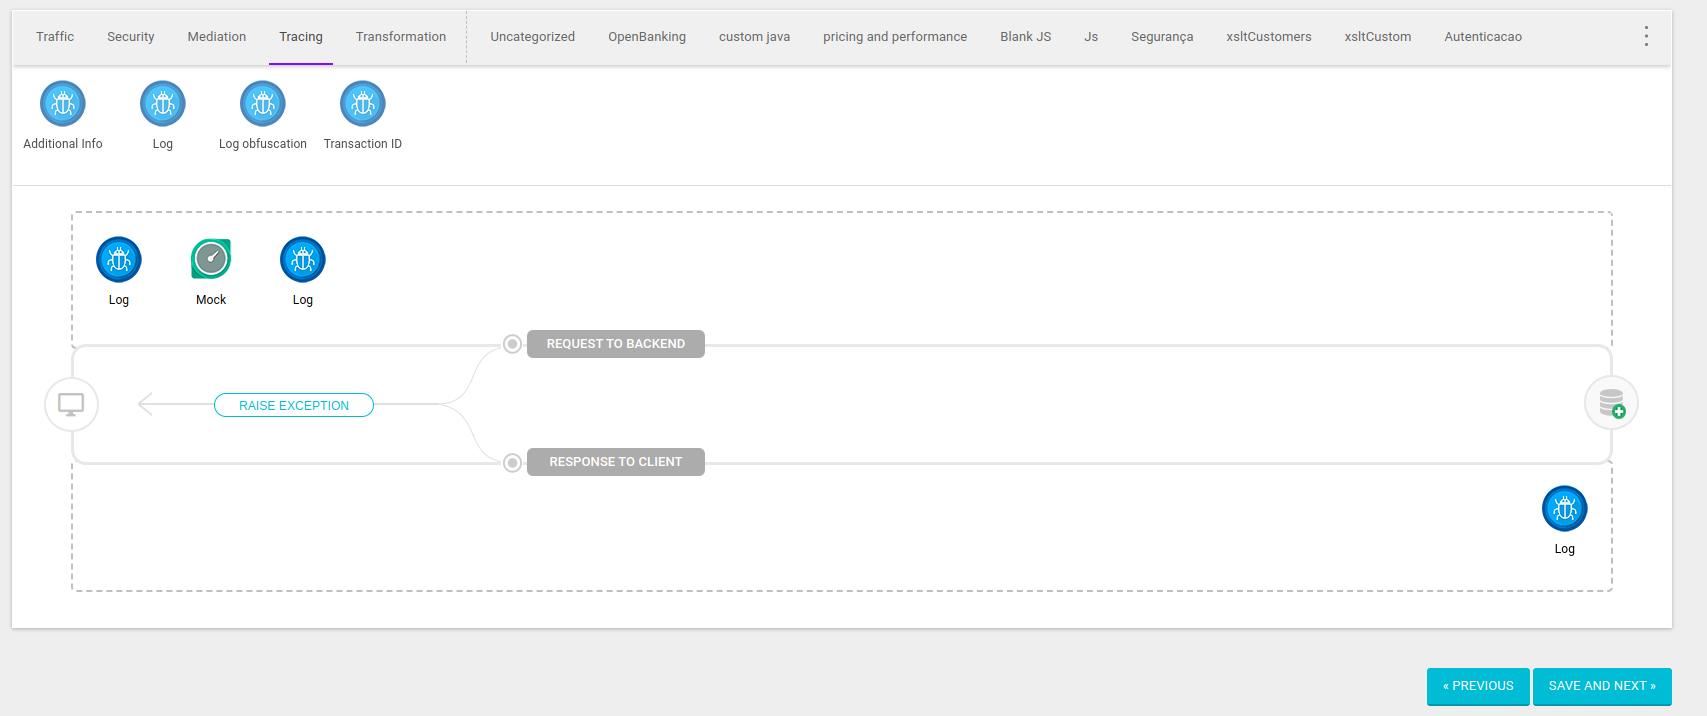 Traffic Security Mediation Tracing Transformation Uncategorized OpenBanking custom java pricing and performance Blank JS Js Segurança xsltCustomers xsltCustom Autenticacao
Additional Info Log Log obfuscation Transaction ID
Log Mock Log
REQUEST TO BACKEND
RAISE EXCEPTION
RESPONSE TO CLIENT
Log
« PREVIOUS SAVE AND NEXT »